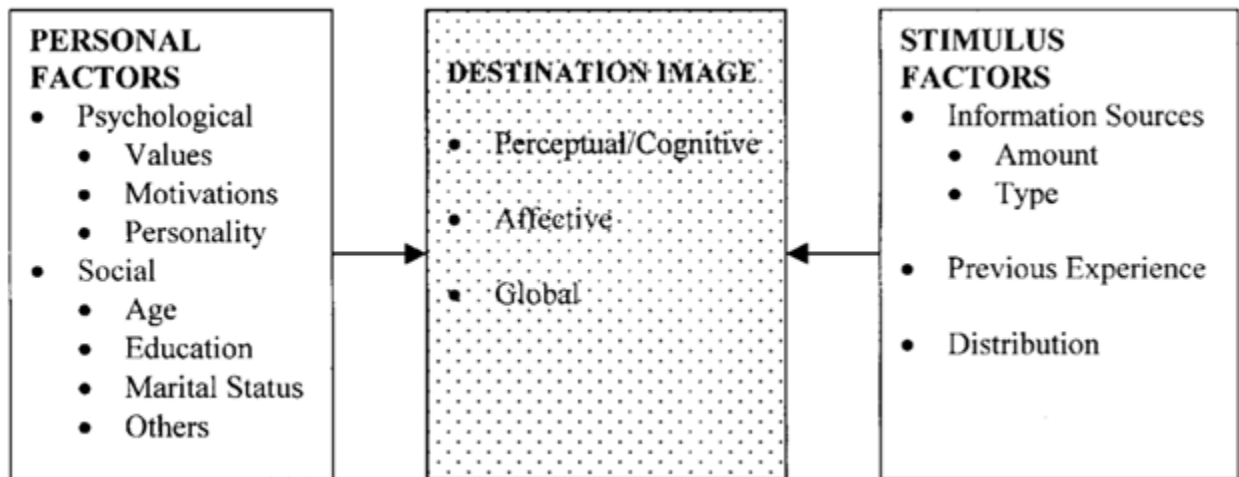 PERSONAL
FACTORS
• Psychological
• Values
• Motivations
• Personality
• Social
• Age
• Education
• Marital Status
• Others
DESTINATION IMAGE
• Perceptual/Cognitive
• Affective
• Global
STIMULUS
FACTORS
• Information Sources
• Amount
• Type
• Previous Experience
• Distribution